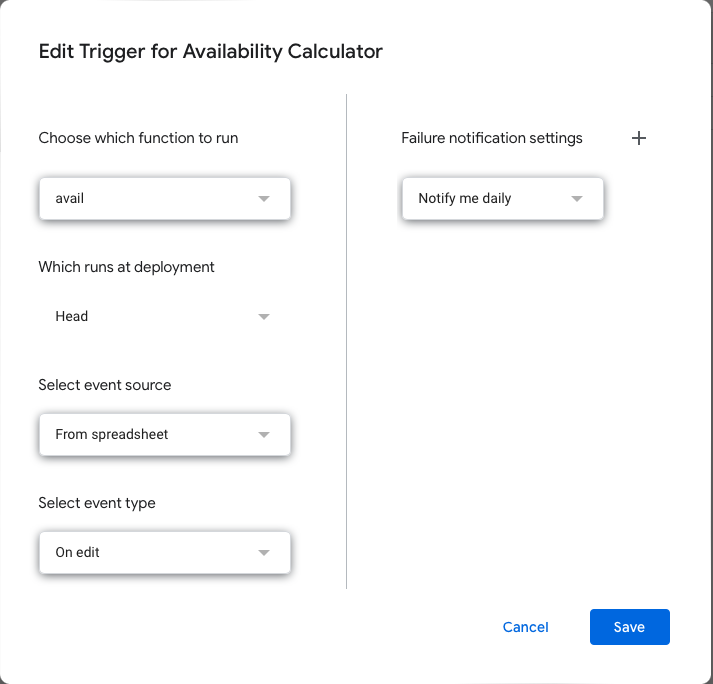 Edit Trigger for Availability Calculator
Choose which function to run
avail
Which runs at deployment
Head
Select event source
From spreadsheet
Select event type
On edit
Failure notification settings
Notify me daily
Cancel
Save